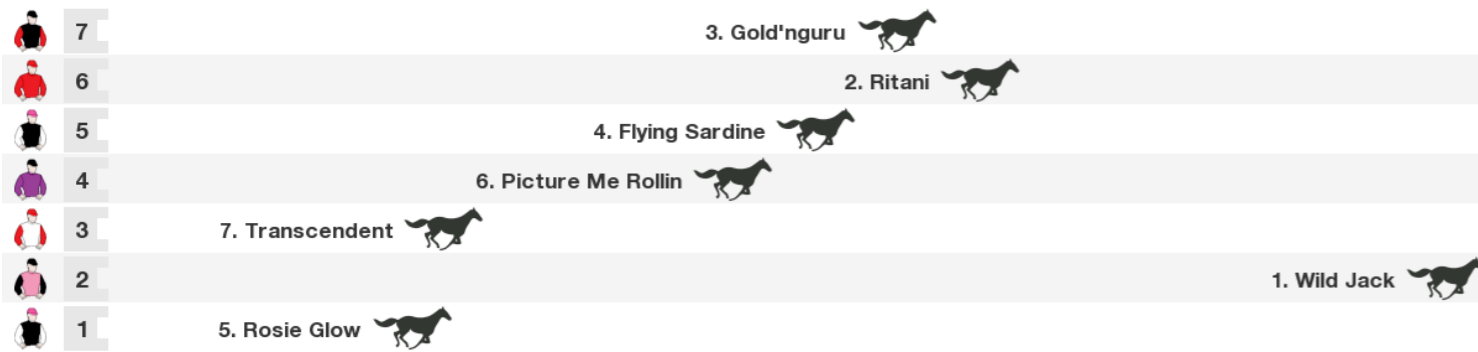 7 3. Gold'nguru
6 2. Ritani
5 4. Flying Sardine
4 6. Picture Me Rollin
3 7. Transcendent
2 1. Wild Jack
1 5. Rosie Glow